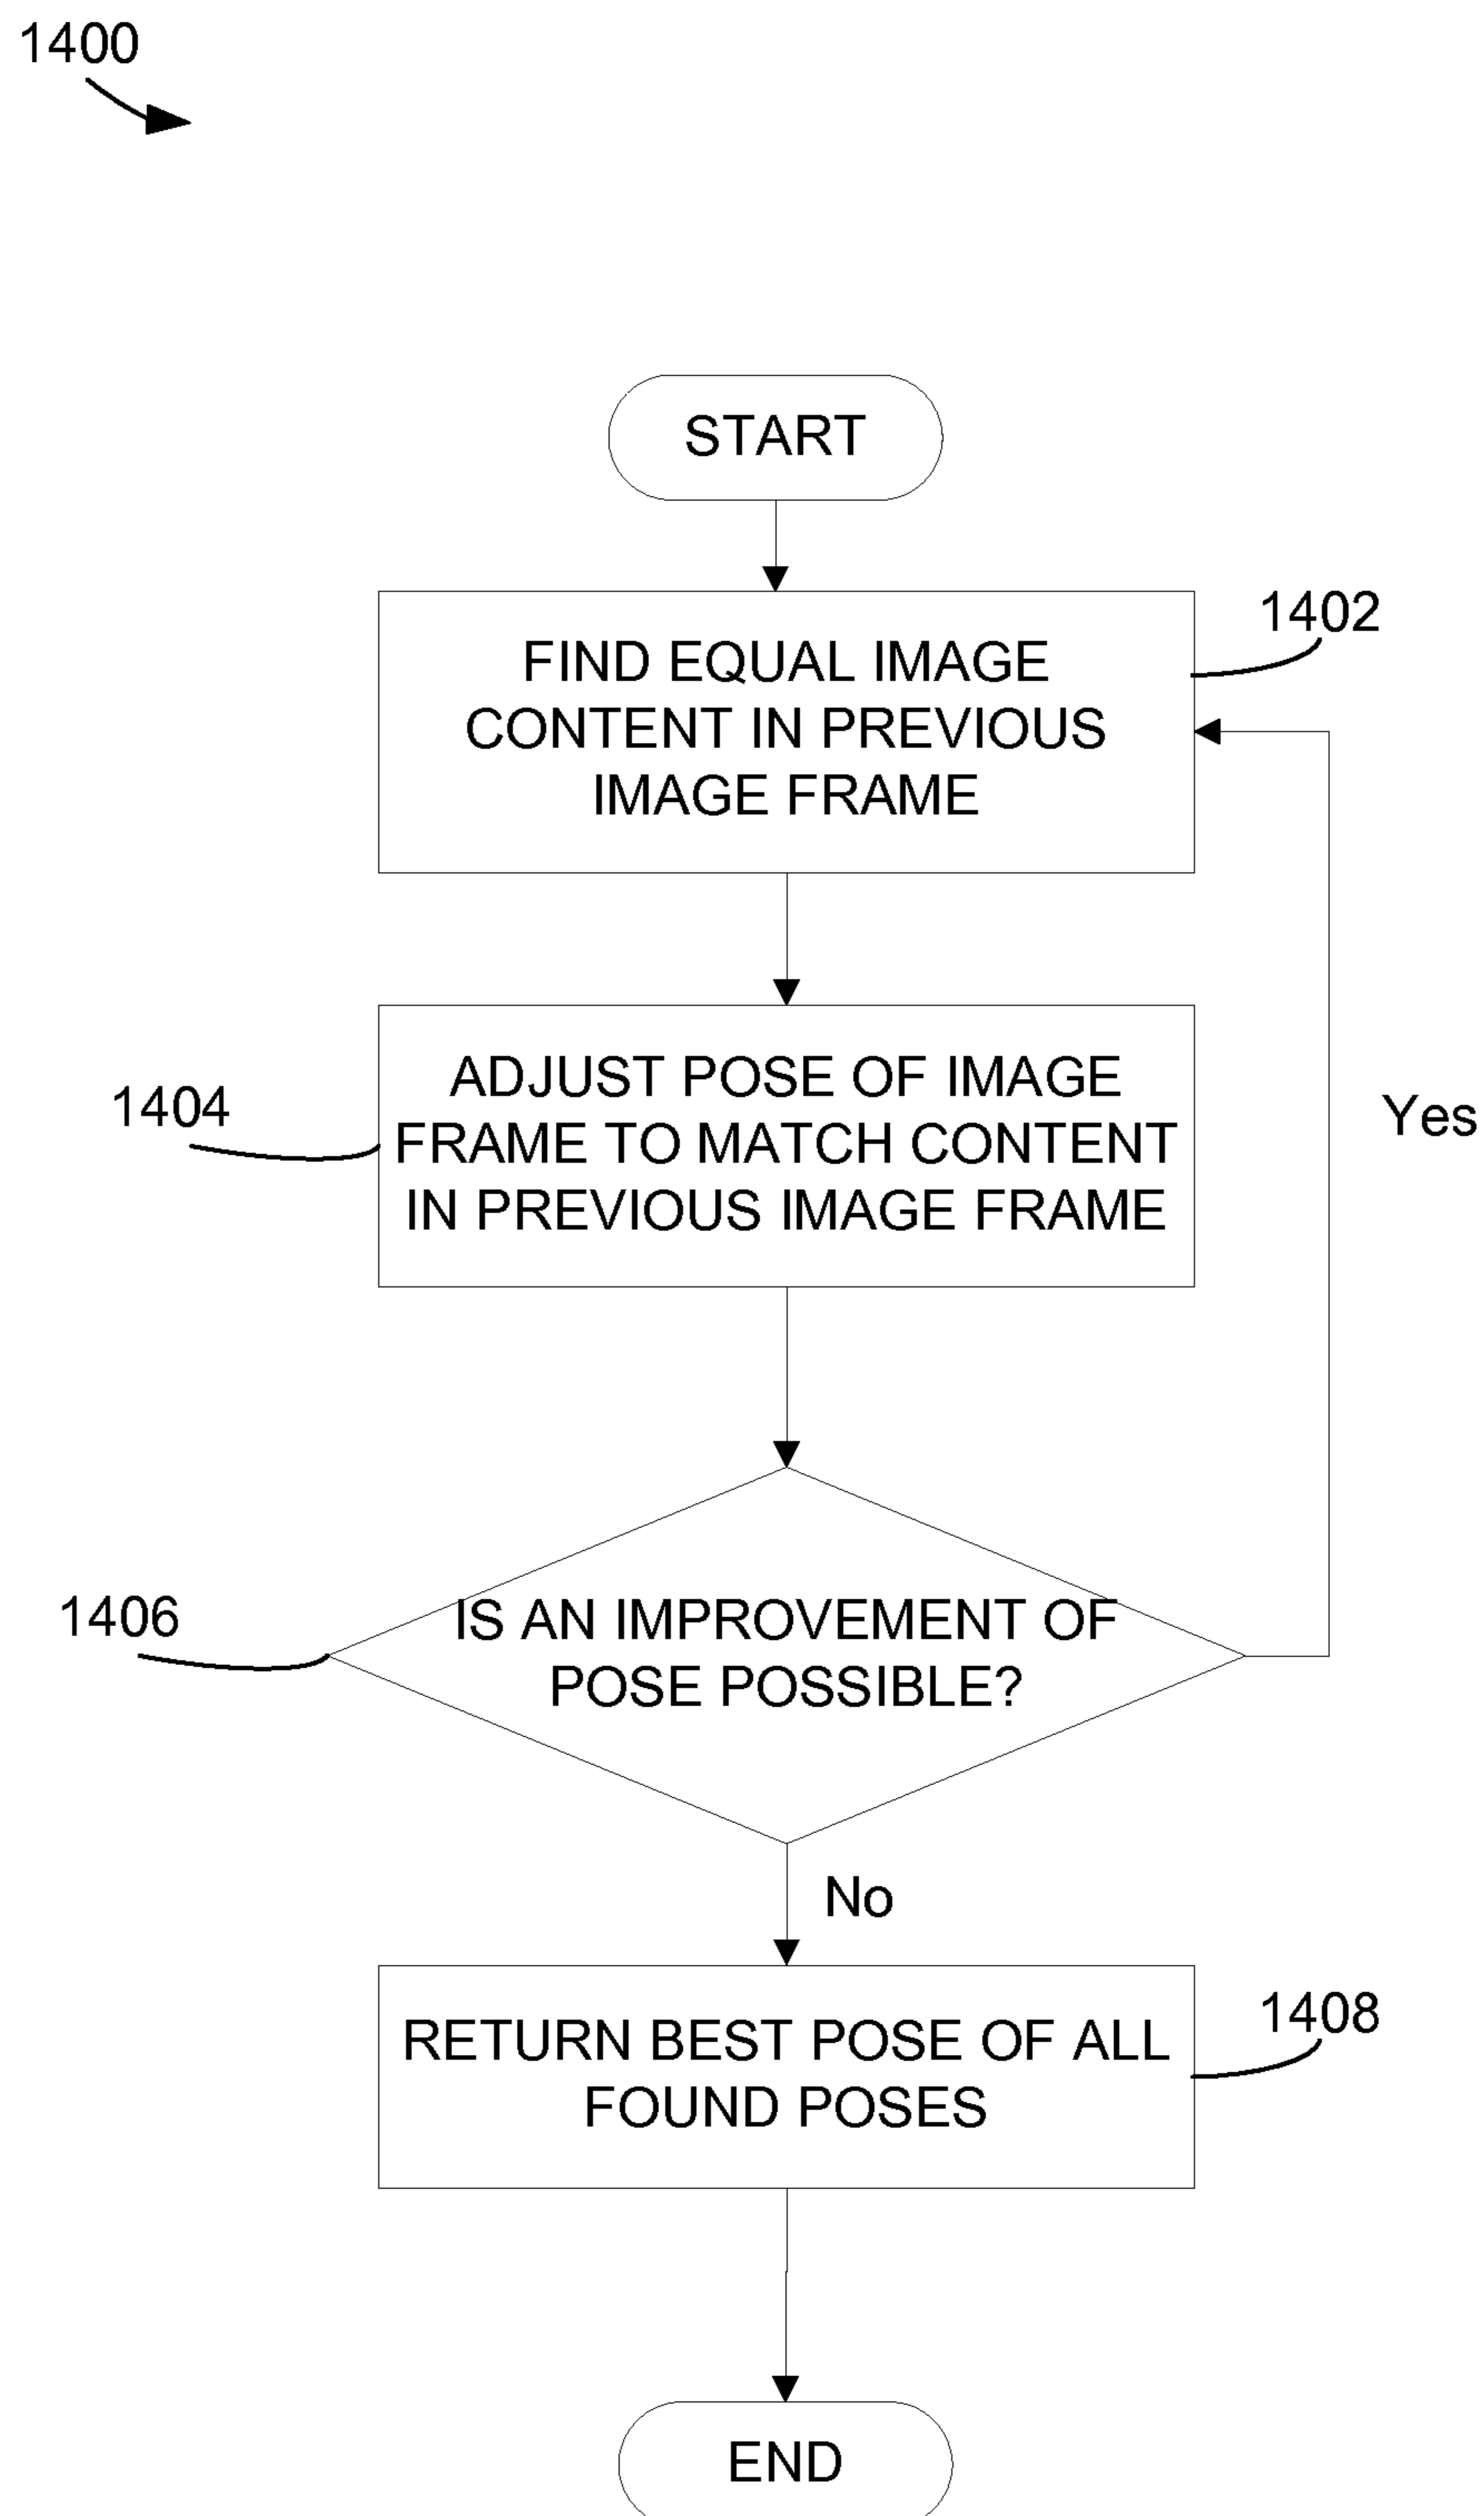 1400
START
1402
FIND EQUAL IMAGE
CONTENT IN PREVIOUS
IMAGE FRAME
1404
ADJUST POSE OF IMAGE
FRAME TO MATCH CONTENT
IN PREVIOUS IMAGE FRAME
Yes
1406
IS AN IMPROVEMENT OF
POSE POSSIBLE?
No
1408
RETURN BEST POSE OF ALL
FOUND POSES
END